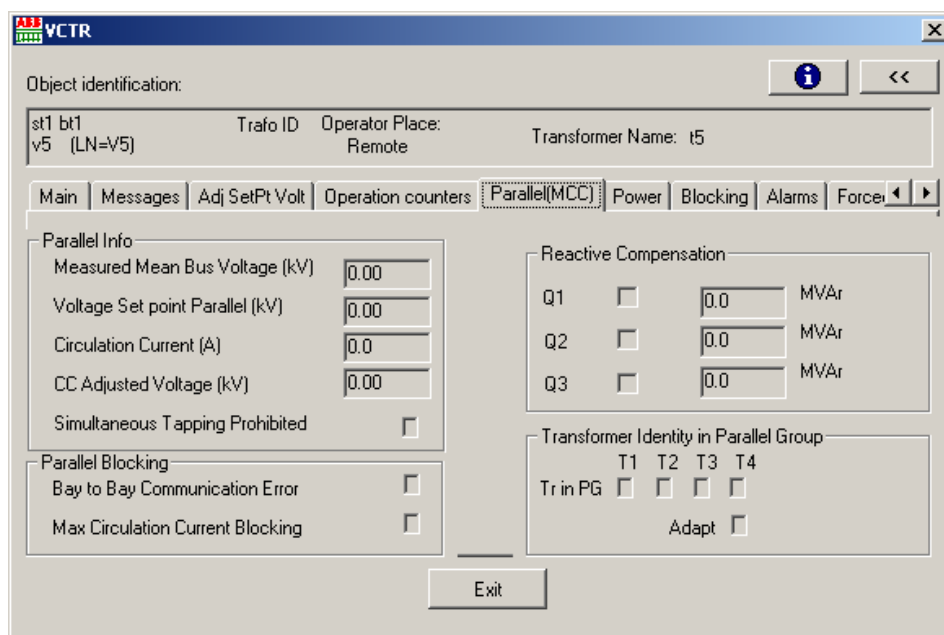 ABB VCTR
Object identification:
<<
st1 bt1 Trafo ID Operator Place: Transformer Name: t5
v5 (LN=V5) Remote
Main Messages Adj SetPt Volt Operation counters Parallel(MCC) Power Blocking Alarms Force
Parallel Info
Measured Mean Bus Voltage (kV) 0.00
Voltage Set point Parallel (kV) 0.00
Circulation Current (A) 0.0
CC Adjusted Voltage (kV) 0.00
Simultaneous Tapping Prohibited
Parallel Blocking
Bay to Bay Communication Error
Max Circulation Current Blocking
Reactive Compensation
Q1 0.0 MVAr
Q2 0.0 MVAr
Q3 0.0 MVAr
Transformer Identity in Parallel Group
T1 T2 T3 T4
Tr in PG
Adapt
Exit